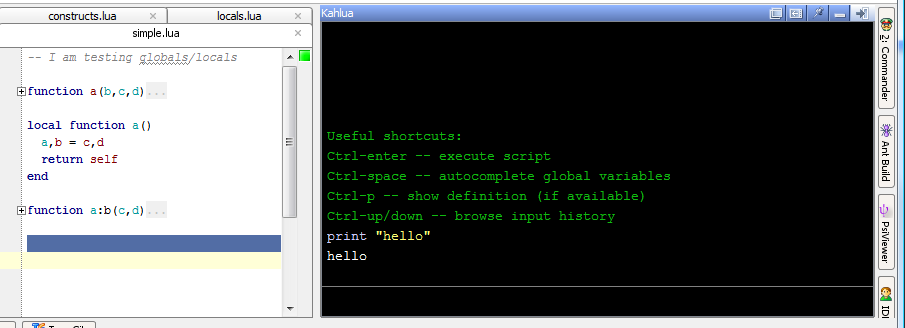 constructs.lua
locals.lua
simple.lua
-- I am testing globals/locals
function a(b,c,d)...
local function a()
a,b = c,d
return self
end
function a:b(c,d)...
Kahlua
Useful shortcuts:
Ctrl-enter -- execute script
Ctrl-space -- autocomplete global variables
Ctrl-p -- show definition (if available)
Ctrl-up/down -- browse input history
print "hello"
hello
2: Commander
Ant Build
PsiViewer